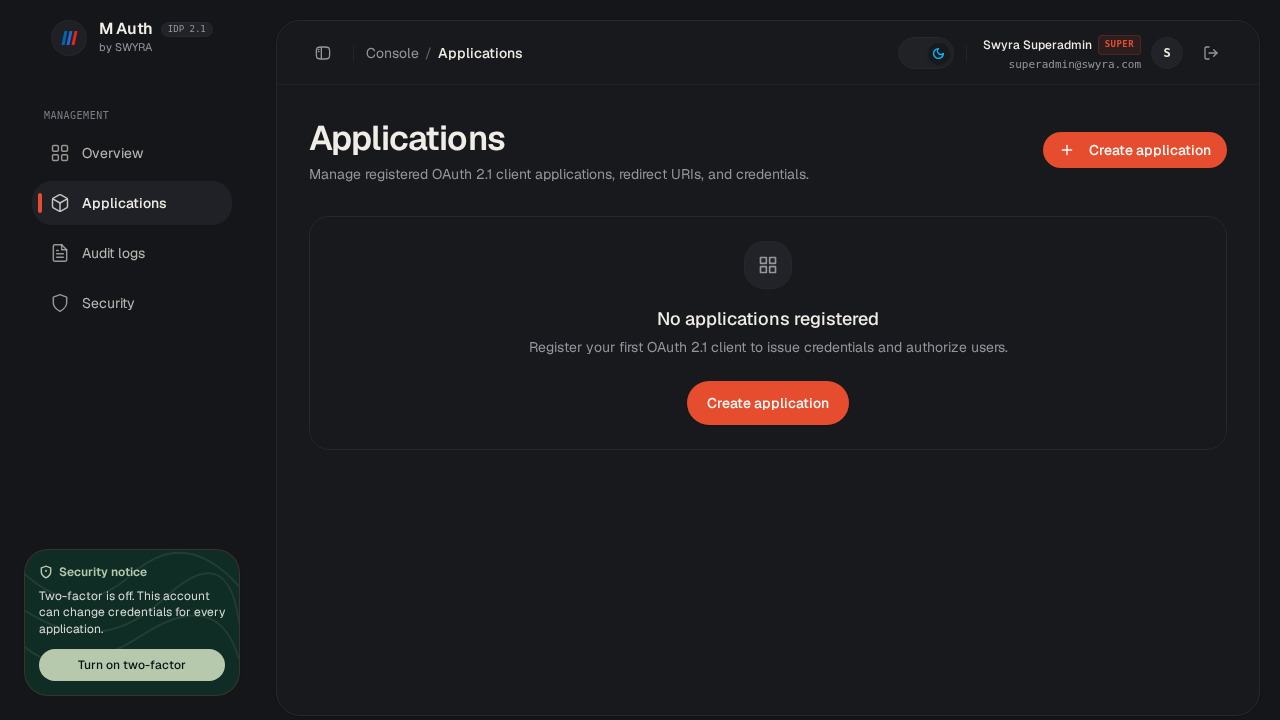 M Auth
IDP 2.1
by SWYRA
MANAGEMENT
Overview
Applications
Audit logs
Security
Security notice
Two-factor is off. This account
can change credentials for every
application.
Turn on two-factor
Console / Applications
Swyra Superadmin
SUPER
superadmin@swyra.com
S
Applications
Manage registered OAuth 2.1 client applications, redirect URIs, and credentials.
Create application
No applications registered
Register your first OAuth 2.1 client to issue credentials and authorize users.
Create application